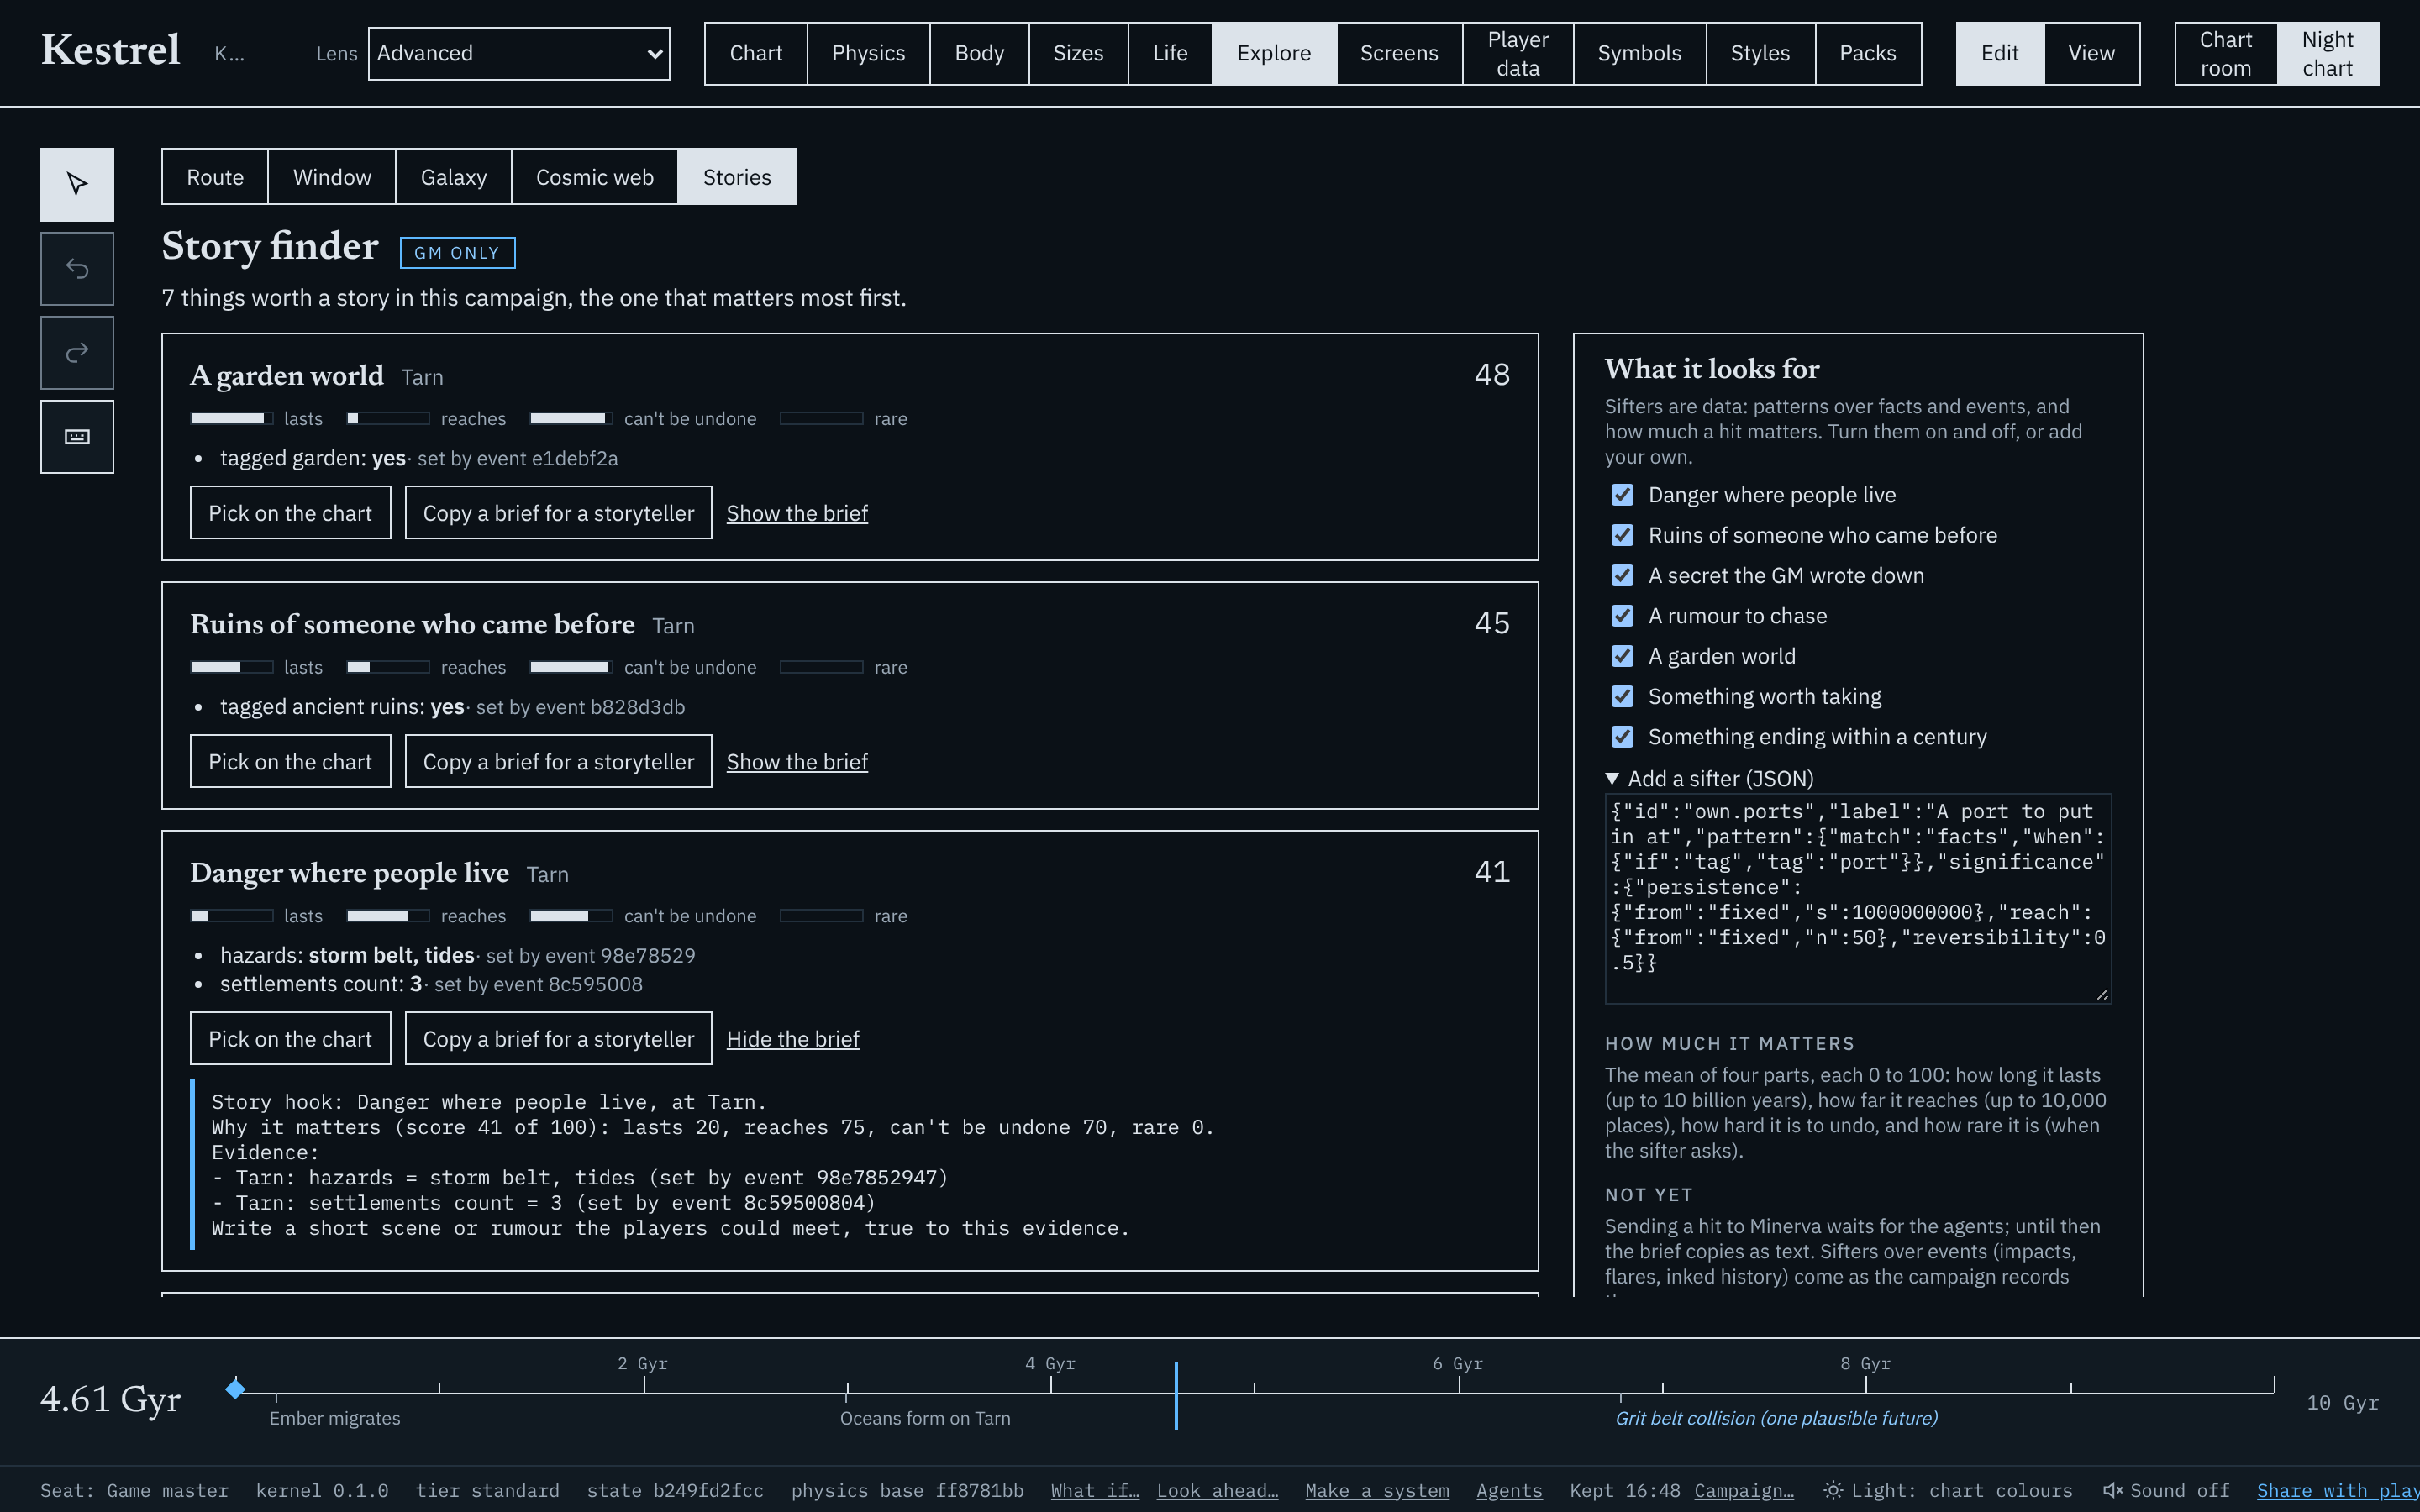 Kestrel K... Lens Advanced Chart Physics Body Sizes Life Explore Screens Player data Symbols Styles Packs Edit View Chart room Night chart
Route Window Galaxy Cosmic web Stories
Story finder GM ONLY
7 things worth a story in this campaign, the one that matters most first.
A garden world Tarn 48
lasts reaches can't be undone rare
• tagged garden: yes · set by event e1debf2a
Pick on the chart Copy a brief for a storyteller Show the brief
Ruins of someone who came before Tarn 45
lasts reaches can't be undone rare
• tagged ancient ruins: yes · set by event b828d3db
Pick on the chart Copy a brief for a storyteller Show the brief
Danger where people live Tarn 41
lasts reaches can't be undone rare
• hazards: storm belt, tides · set by event 98e78529
• settlements count: 3 · set by event 8c595008
Pick on the chart Copy a brief for a storyteller Hide the brief
Story hook: Danger where people live, at Tarn.
Why it matters (score 41 of 100): lasts 20, reaches 75, can't be undone 70, rare 0.
Evidence:
- Tarn: hazards = storm belt, tides (set by event 98e7852947)
- Tarn: settlements count = 3 (set by event 8c59500804)
Write a short scene or rumour the players could meet, true to this evidence.
What it looks for
Sifters are data: patterns over facts and events, and
how much a hit matters. Turn them on and off, or add
your own.
Danger where people live
Ruins of someone who came before
A secret the GM wrote down
A rumour to chase
A garden world
Something worth taking
Something ending within a century
▼ Add a sifter (JSON)
{"id":"own.ports","label":"A port to put
in at","pattern":{"match":"facts","when":
{"if":"tag","tag":"port"}},"significance"
:{"persistence":
{"from":"fixed","s":1000000000},"reach":
{"from":"fixed","n":50},"reversibility":0
.5}}
HOW MUCH IT MATTERS
The mean of four parts, each 0 to 100: how long it lasts
(up to 10 billion years), how far it reaches (up to 10,000
places), how hard it is to undo, and how rare it is (when
the sifter asks).
NOT YET
Sending a hit to Minerva waits for the agents; until then
the brief copies as text. Sifters over events (impacts,
flares, inked history) come as the campaign records
4.61 Gyr
2 Gyr 4 Gyr 6 Gyr 8 Gyr 10 Gyr
Ember migrates Oceans form on Tarn Grit belt collision (one plausible future)
Seat: Game master kernel 0.1.0 tier standard state b249fd2fcc physics base ff8781bb What if… Look ahead… Make a system Agents Kept 16:48 Campaign… Light: chart colours Sound off Share with play